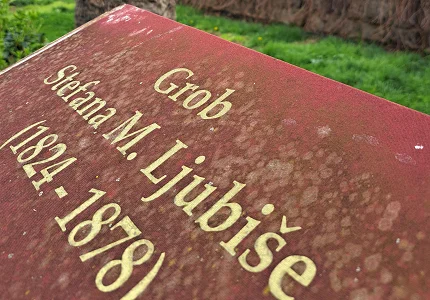 Grob
Stefana M. Ljubiše
(1824 - 1878)